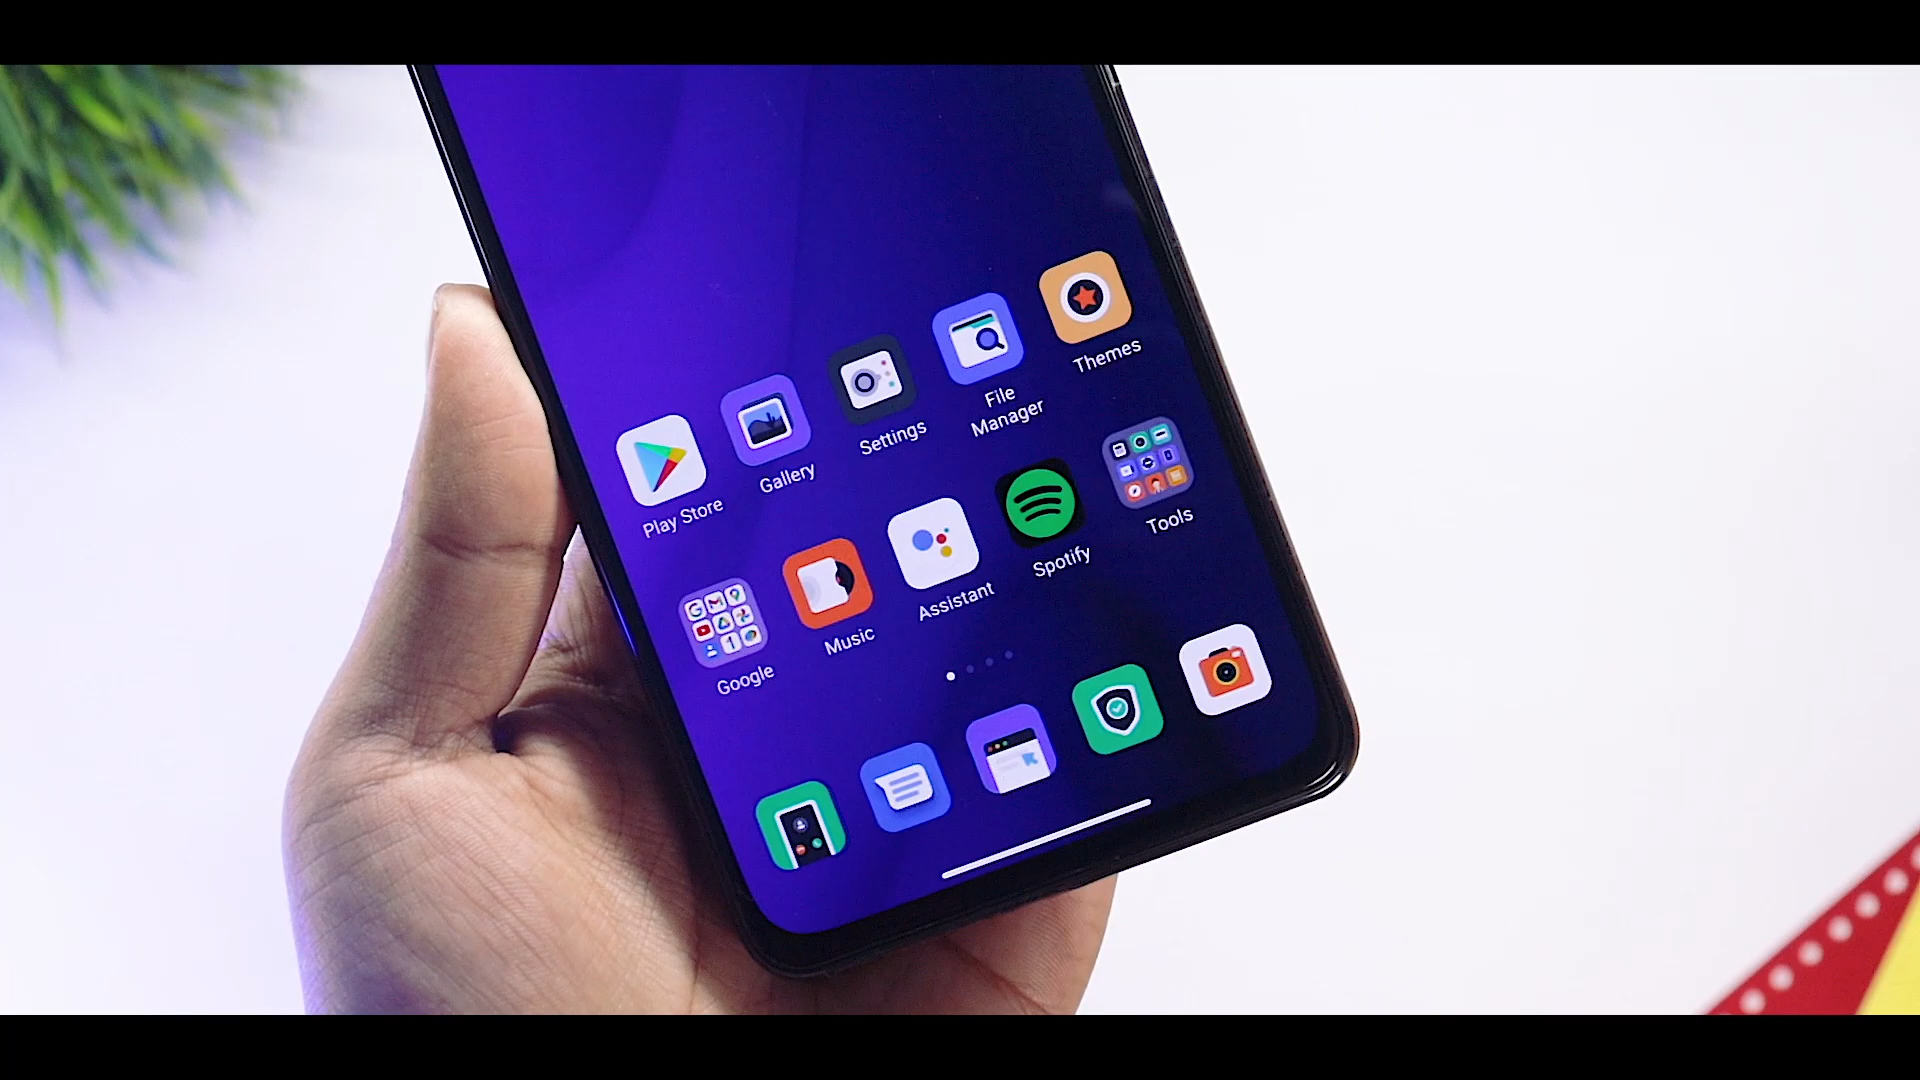 Play Store
Gallery
Settings
File
Manager
Themes
Google
Music
Assistant
Spotify
Tools